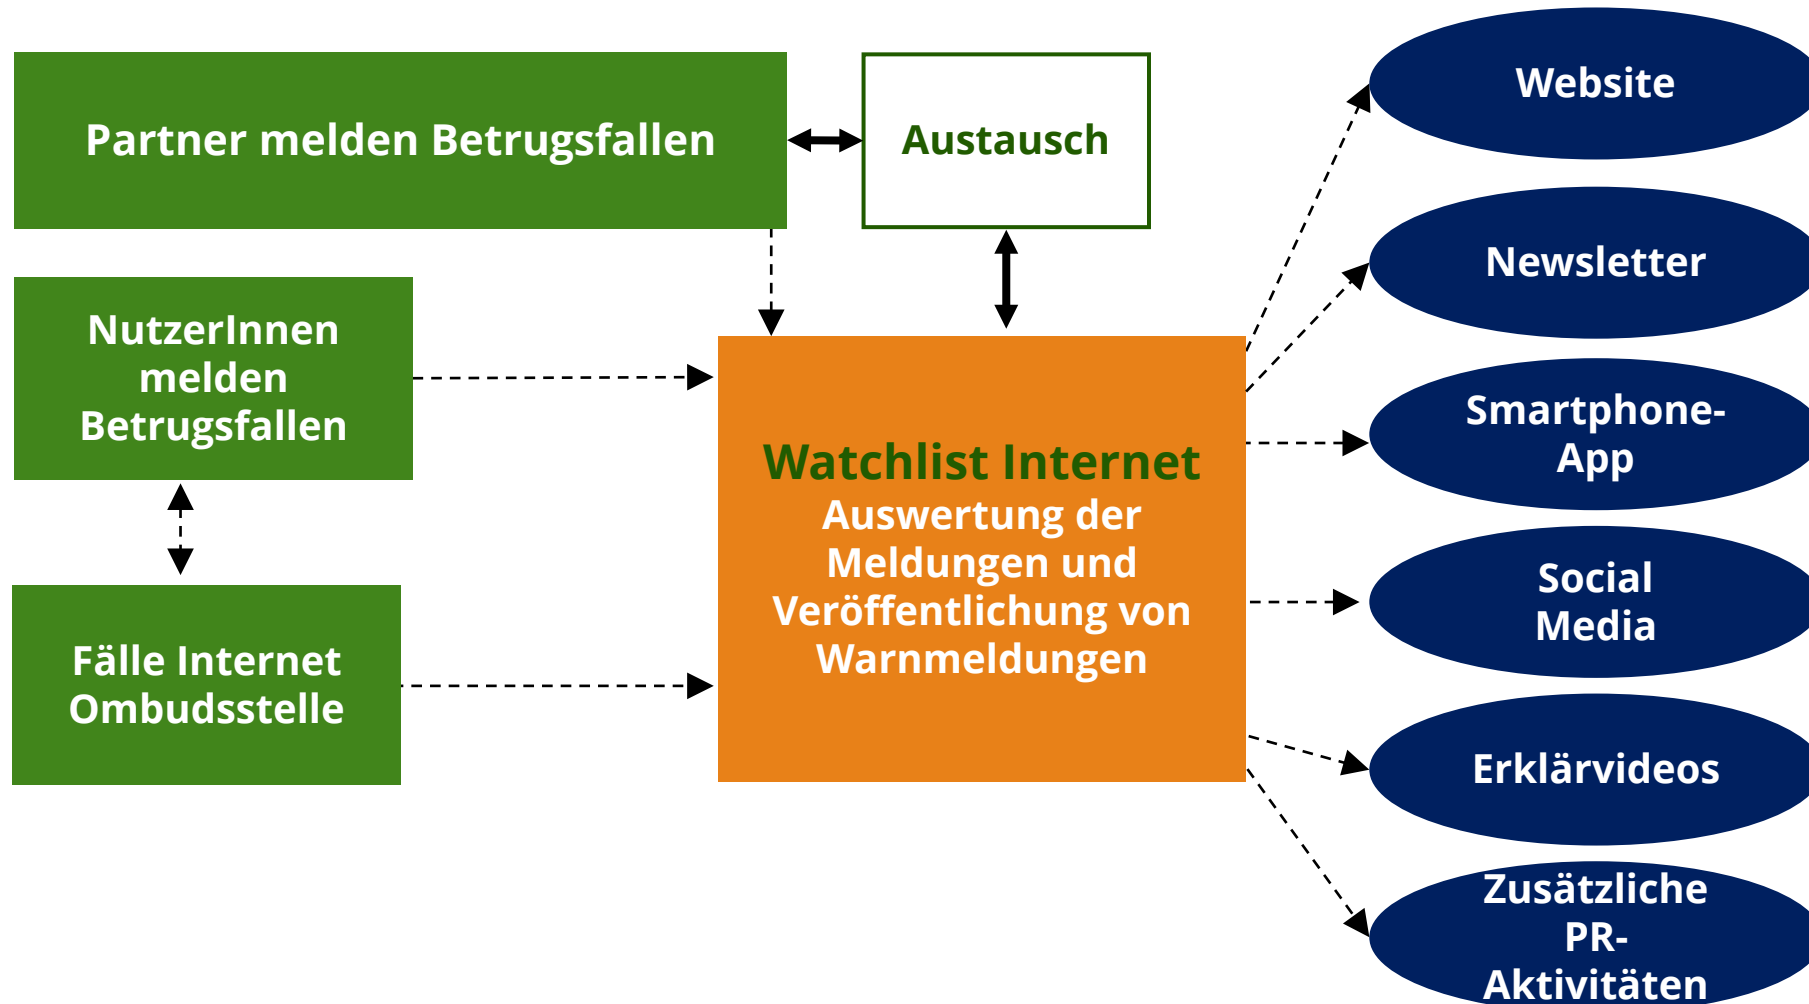 Partner melden Betrugsfallen
Austausch
NutzerInnen
melden
Betrugsfallen
Fälle Internet
Ombudsstelle
Watchlist Internet
Auswertung der
Meldungen und
Veröffentlichung von
Warnmeldungen
Website
Newsletter
Smartphone-
App
Social
Media
Erklärvideos
Zusätzliche
PR-
Aktivitäten